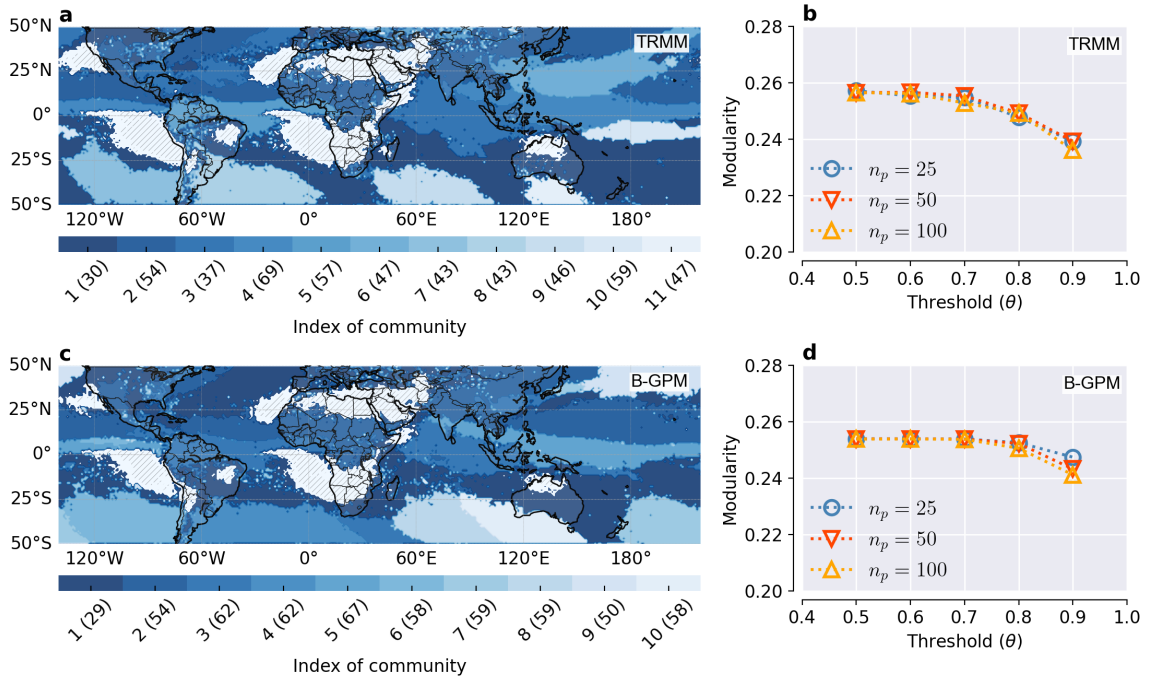 a
50°N
25°N
0°
25°S
50°S
TRMM
120°W 60°W 0° 60°E 120°E 180°
1 (30) 2 (54) 3 (37) 4 (69) 5 (57) 6 (47) 7 (43) 8 (43) 9 (46) 10 (59) 11 (47)
Index of community
b
0.28
0.26
0.24
0.22
0.20
Modularity
TRMM
n_p = 25
n_p = 50
n_p = 100
0.4 0.5 0.6 0.7 0.8 0.9 1.0
Threshold (θ)
c
50°N
25°N
0°
25°S
50°S
B-GPM
120°W 60°W 0° 60°E 120°E 180°
1 (29) 2 (54) 3 (62) 4 (62) 5 (67) 6 (58) 7 (59) 8 (59) 9 (50) 10 (58)
Index of community
d
0.28
0.26
0.24
0.22
0.20
Modularity
B-GPM
n_p = 25
n_p = 50
n_p = 100
0.4 0.5 0.6 0.7 0.8 0.9 1.0
Threshold (θ)